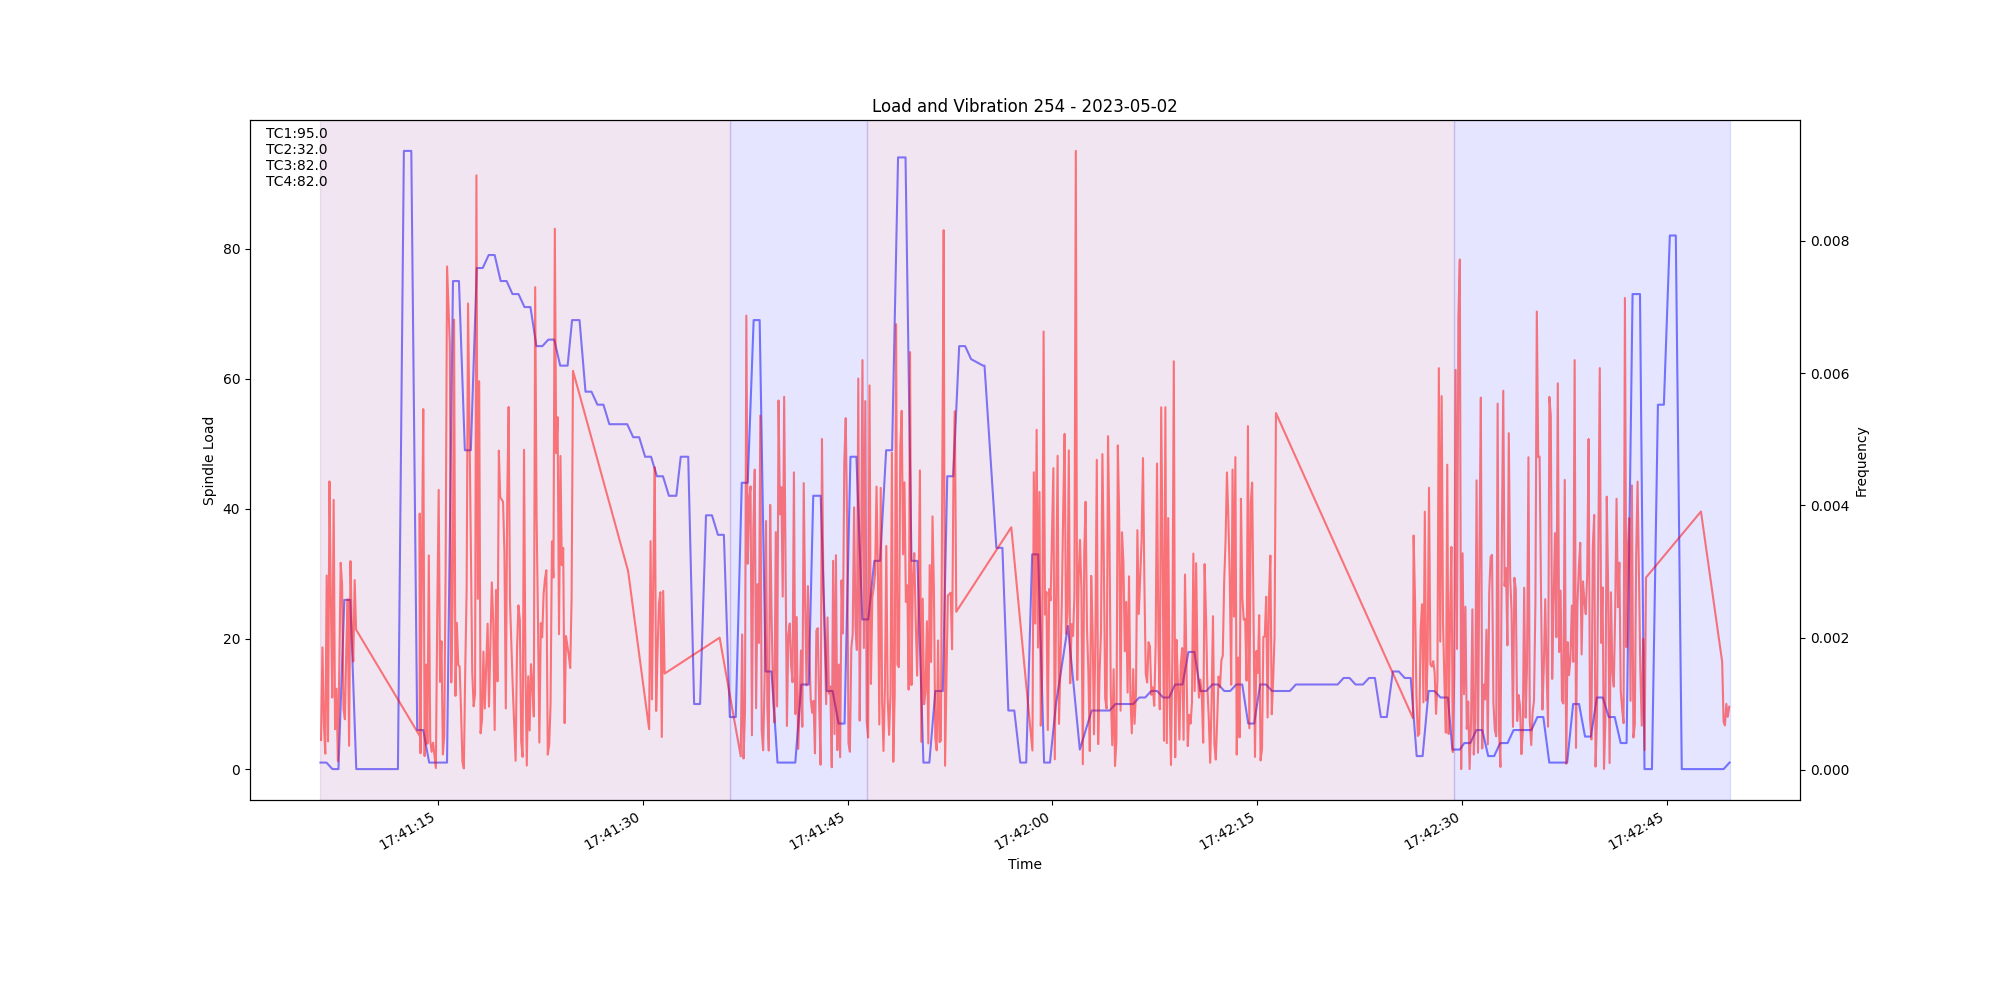 Load and Vibration 254 - 2023-05-02
TC1:95.0
TC2:32.0
TC3:82.0
TC4:82.0
Spindle Load
80
60
40
20
0
0.008
0.006
0.004
0.002
0.000
Frequency
17:41:15
17:41:30
17:41:45
17:42:00
17:42:15
17:42:30
17:42:45
Time